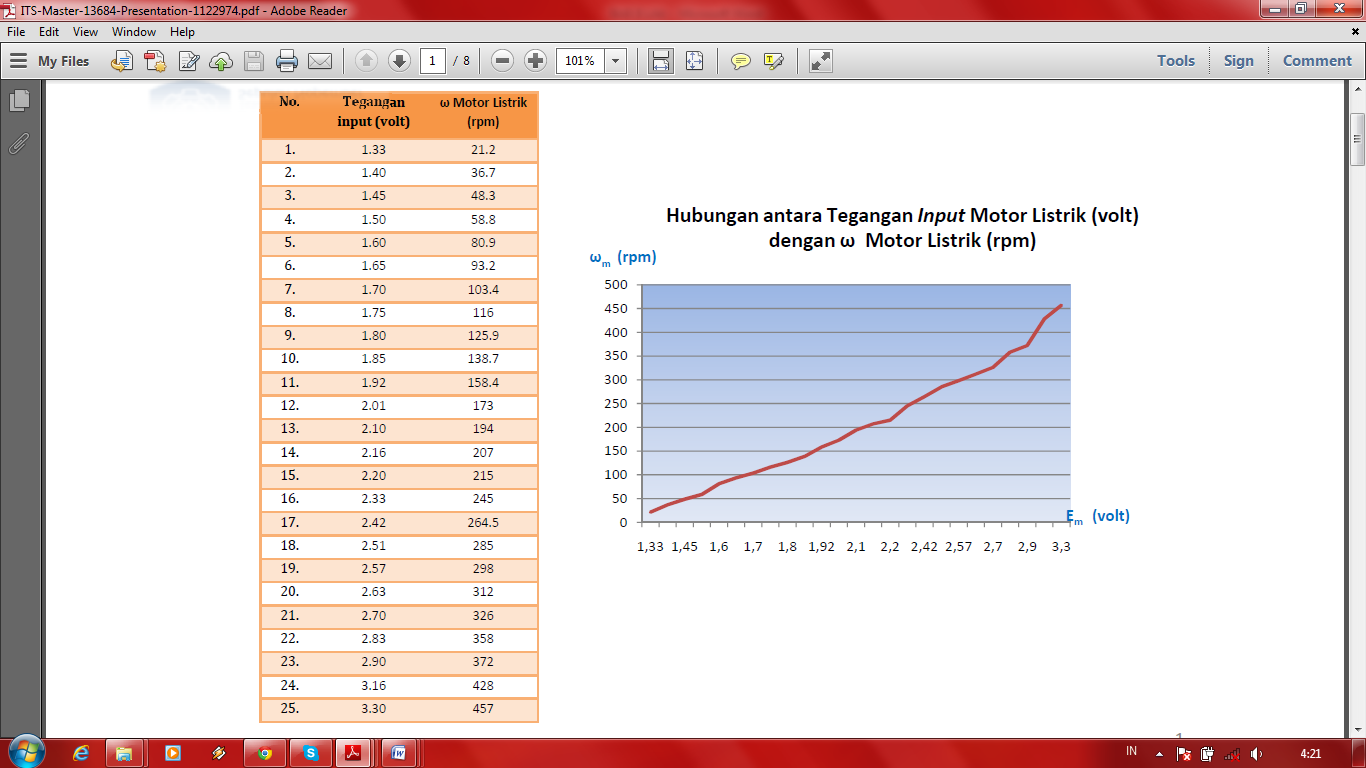 ITS-Master-13684-Presentation-1122974.pdf - Adobe Reader
File Edit View Window Help
My Files 1 / 8 101% Tools Sign Comment
No. Tegangan input (volt) ω Motor Listrik (rpm)
1. 1.33 21.2
2. 1.40 36.7
3. 1.45 48.3
4. 1.50 58.8
5. 1.60 80.9
6. 1.65 93.2
7. 1.70 103.4
8. 1.75 116
9. 1.80 125.9
10. 1.85 138.7
11. 1.92 158.4
12. 2.01 173
13. 2.10 194
14. 2.16 207
15. 2.20 215
16. 2.33 245
17. 2.42 264.5
18. 2.51 285
19. 2.57 298
20. 2.63 312
21. 2.70 326
22. 2.83 358
23. 2.90 372
24. 3.16 428
25. 3.30 457
Hubungan antara Tegangan Input Motor Listrik (volt)
dengan ω Motor Listrik (rpm)
ωm (rpm)
500
450
400
350
300
250
200
150
100
50
0
Em (volt)
1,33 1,45 1,6 1,7 1,8 1,92 2,1 2,2 2,42 2,57 2,7 2,9 3,3
IN 4:21